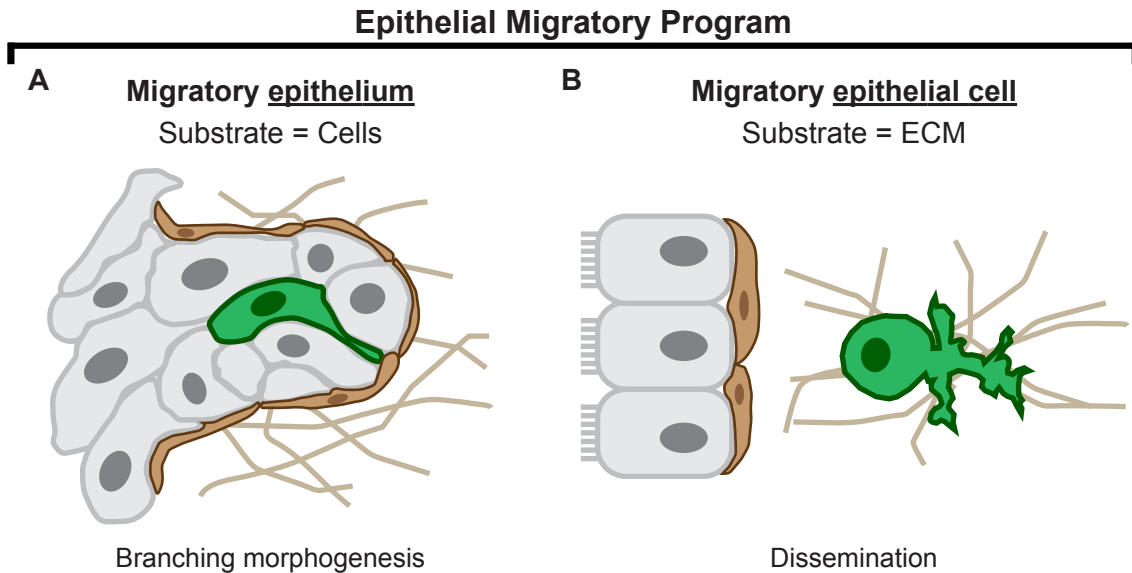 Epithelial Migratory Program
A
Migratory epithelium
Substrate = Cells
Branching morphogenesis
B
Migratory epithelial cell
Substrate = ECM
Dissemination